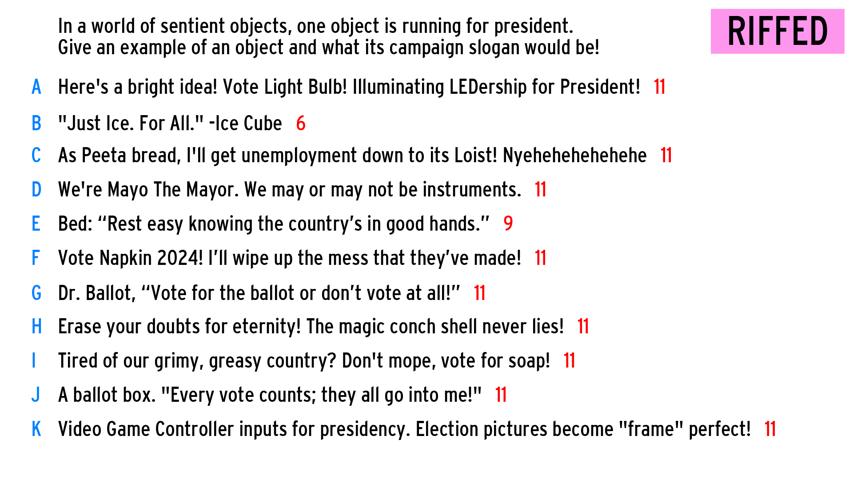 In a world of sentient objects, one object is running for president.
Give an example of an object and what its campaign slogan would be!
RIFFED
A Here's a bright idea! Vote Light Bulb! Illuminating LEDership for President! 11
B "Just Ice. For All." -Ice Cube 6
C As Peeta bread, I'll get unemployment down to its Loist! Nyehehehehehehe 11
D We're Mayo The Mayor. We may or may not be instruments. 11
E Bed: “Rest easy knowing the country’s in good hands.” 9
F Vote Napkin 2024! I’ll wipe up the mess that they’ve made! 11
G Dr. Ballot, “Vote for the ballot or don’t vote at all!” 11
H Erase your doubts for eternity! The magic conch shell never lies! 11
I Tired of our grimy, greasy country? Don't mope, vote for soap! 11
J A ballot box. "Every vote counts; they all go into me!" 11
K Video Game Controller inputs for presidency. Election pictures become "frame" perfect! 11